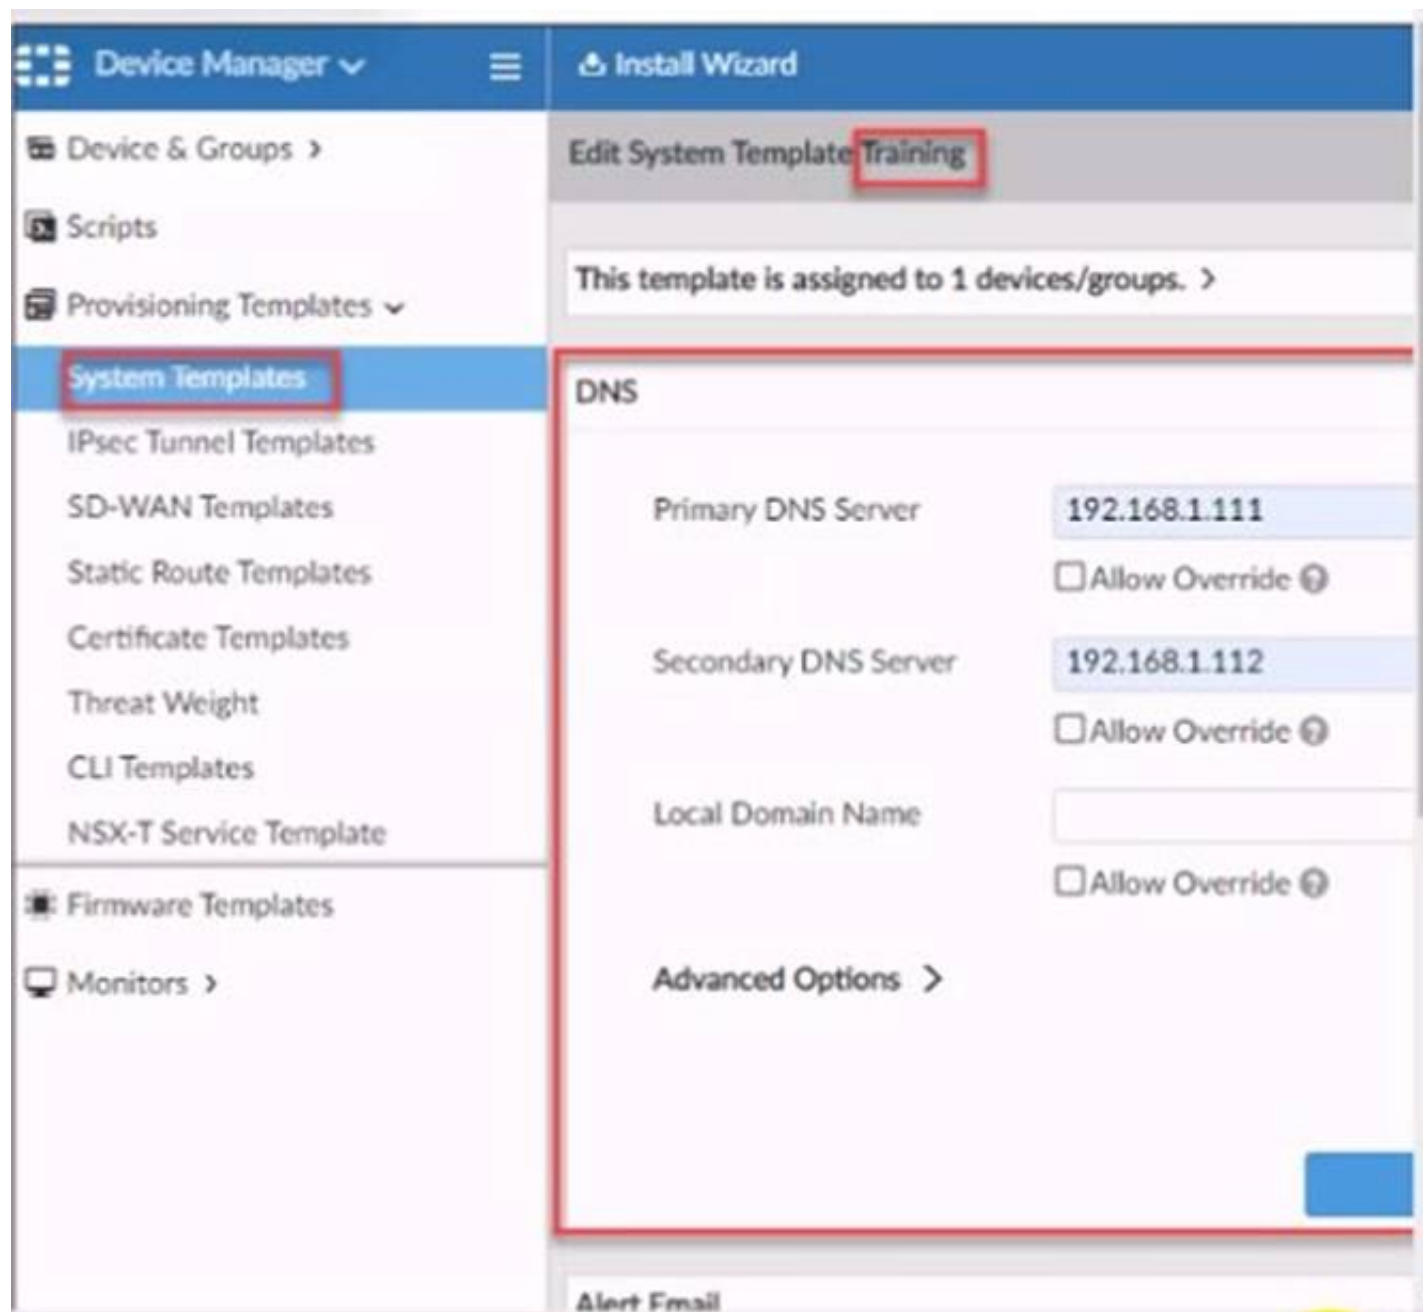 Device Manager
Install Wizard
Device & Groups
Scripts
Provisioning Templates
System Templates
IPsec Tunnel Templates
SD-WAN Templates
Static Route Templates
Certificate Templates
Threat Weight
CLI Templates
NSX-T Service Template
Firmware Templates
Monitors
Edit System Template Training
This template is assigned to 1 devices/groups. >
DNS
Primary DNS Server 192.168.1.111
Allow Override
Secondary DNS Server 192.168.1.112
Allow Override
Local Domain Name
Allow Override
Advanced Options >
Alert Email